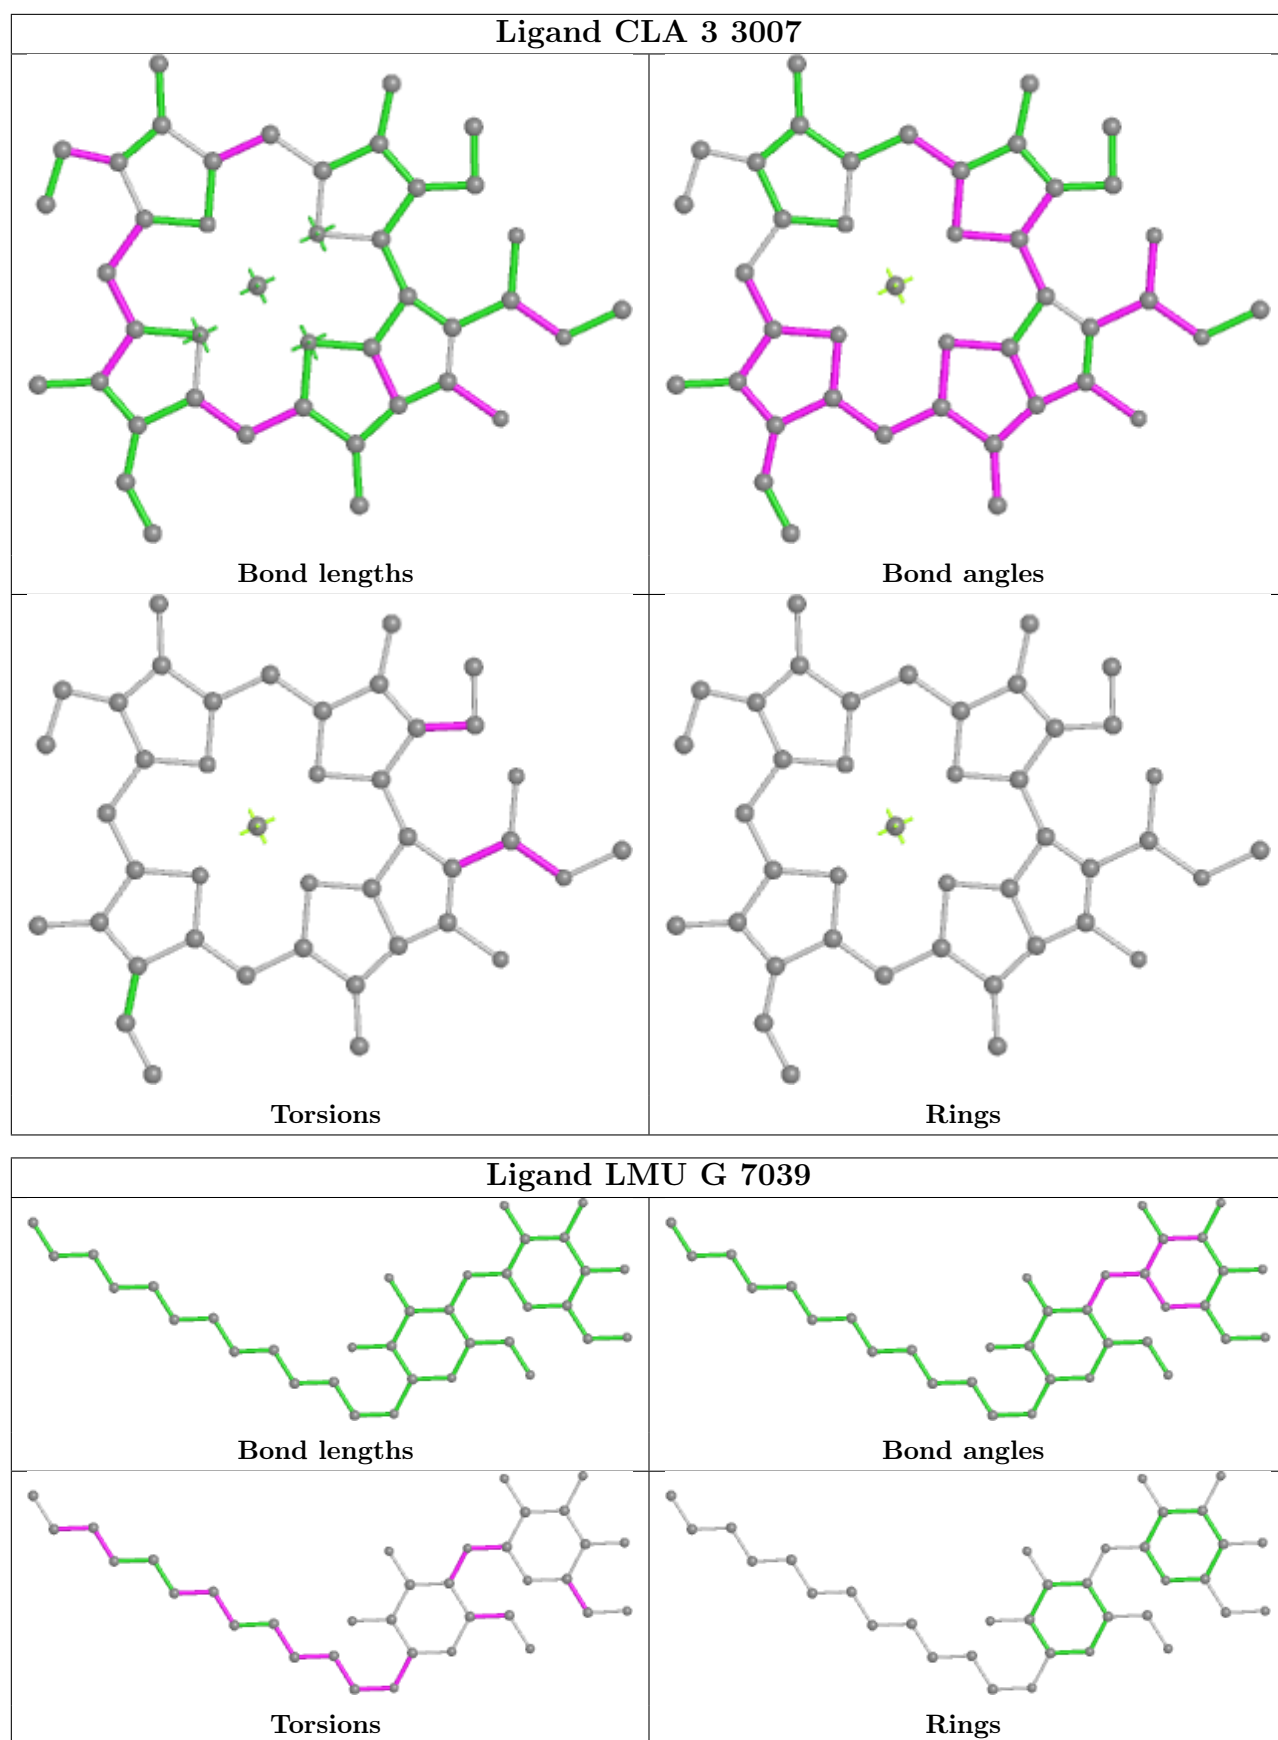 Ligand CLA 3 3007
Bond lengths
Bond angles
Torsions
Rings
Ligand LMU G 7039
Bond lengths
Bond angles
Torsions
Rings